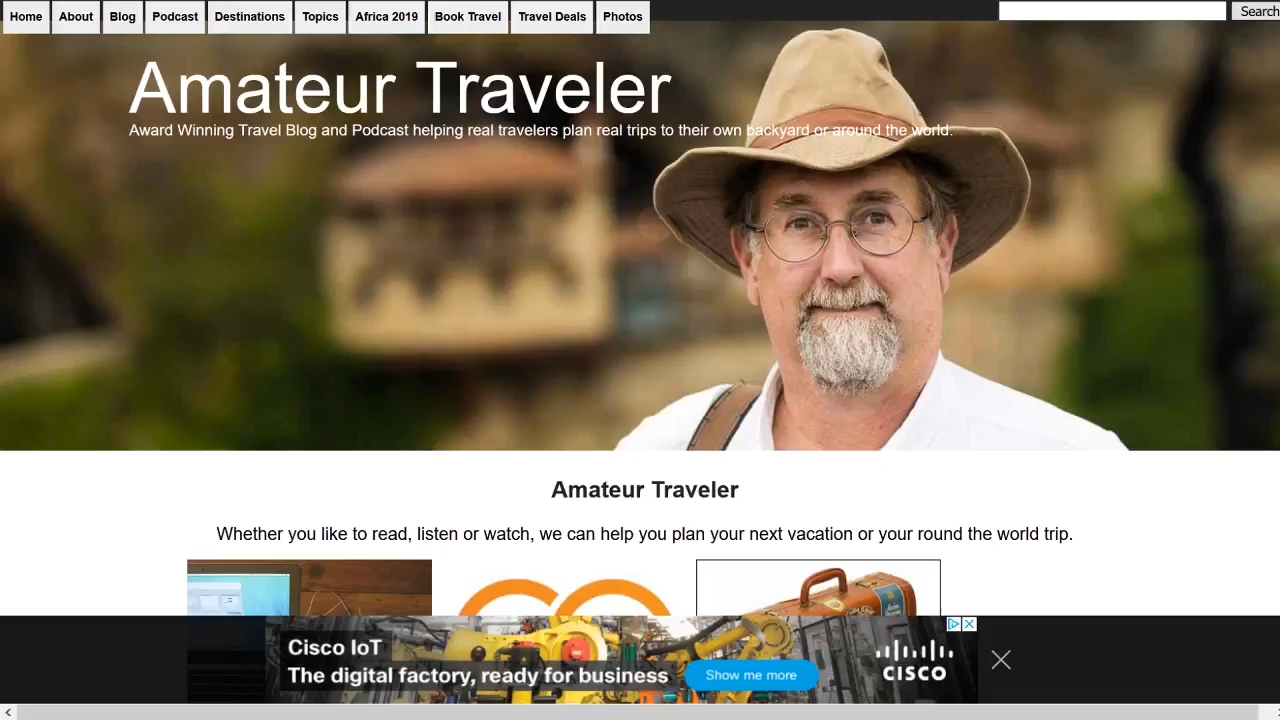 Home About Blog Podcast Destinations Topics Africa 2019 Book Travel Travel Deals Photos Search
Amateur Traveler
Award Winning Travel Blog and Podcast helping real travelers plan real trips to their own backyard or around the world.
Amateur Traveler
Whether you like to read, listen or watch, we can help you plan your next vacation or your round the world trip.
Cisco IoT
The digital factory, ready for business
Show me more
CISCO